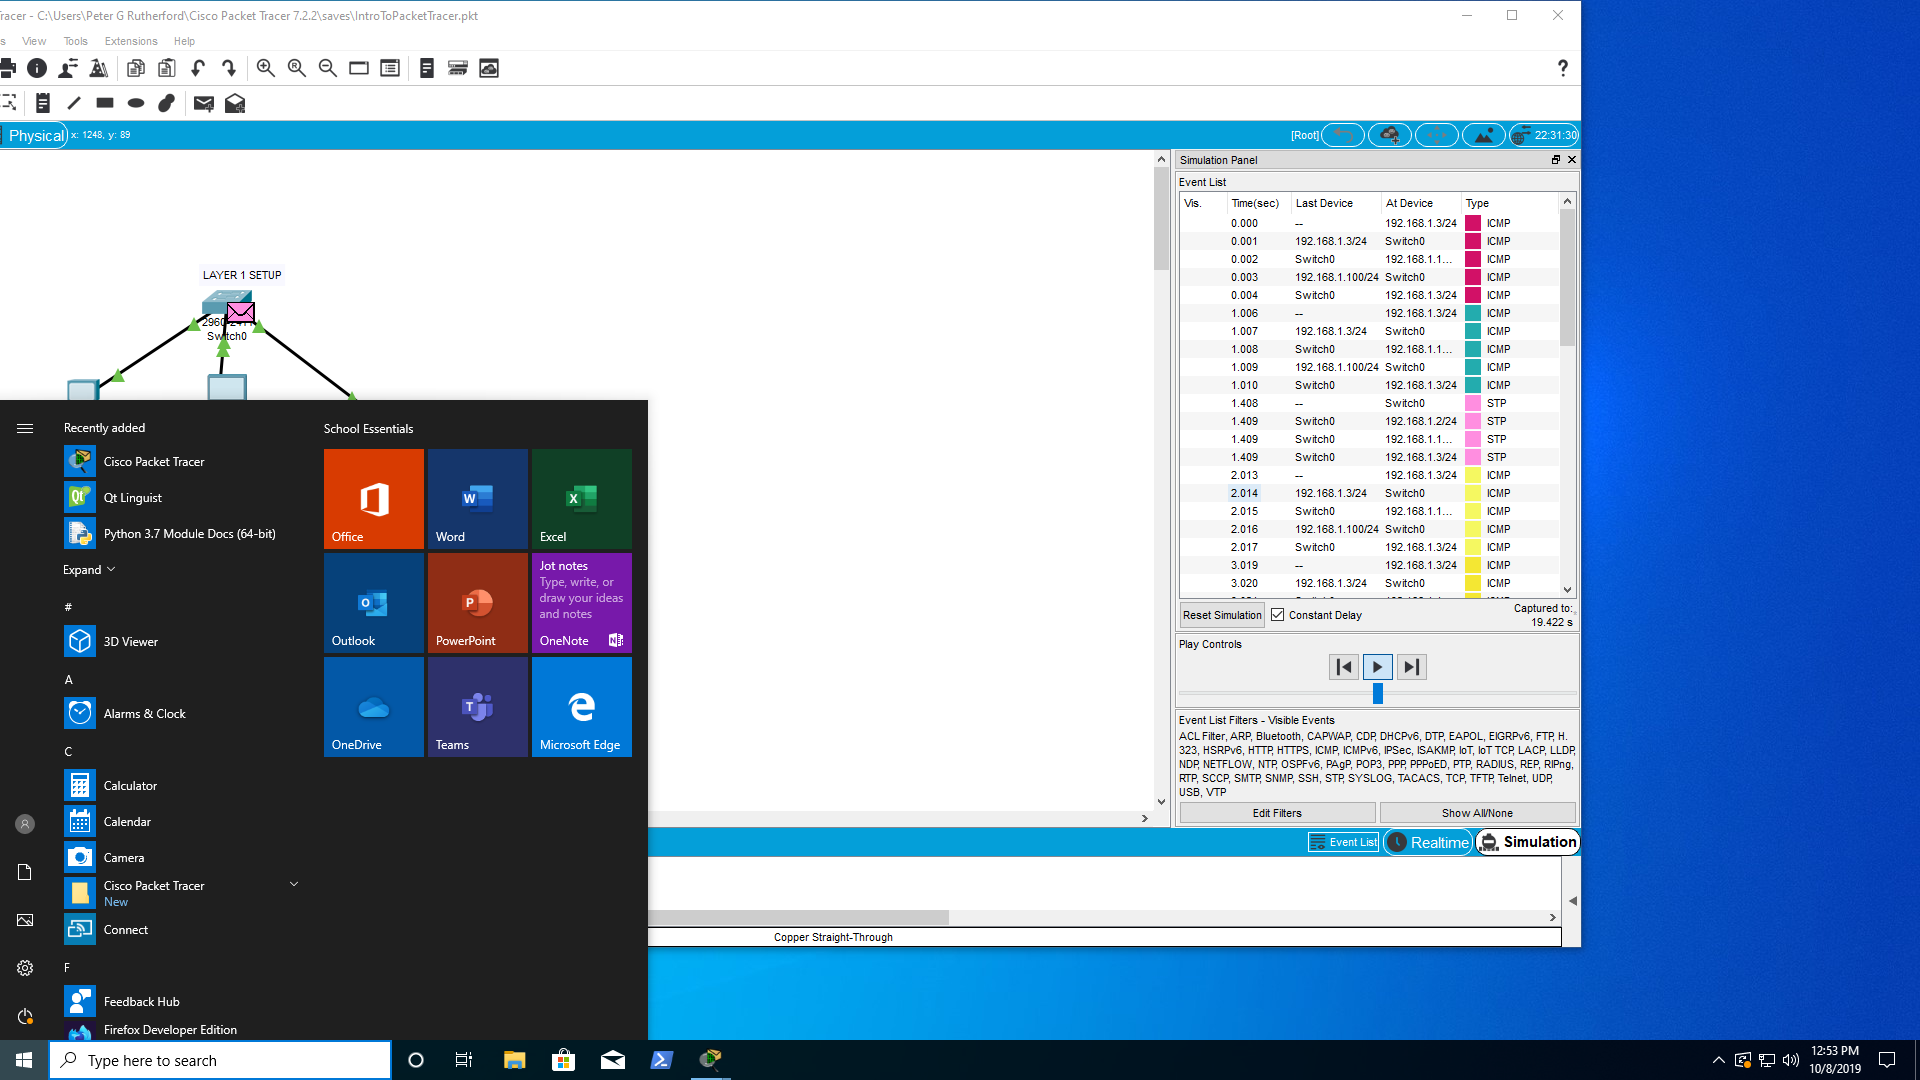 Tracer - C:\Users\Peter G Rutherford\Cisco Packet Tracer 7.2.2\saves\IntroToPacketTracer.pkt
s View Tools Extensions Help
?
Physical x: 1248, y: 89 [Root] 22:31:30
Simulation Panel
Event List
Vis. Time(sec) Last Device At Device Type
0.000 -- 192.168.1.3/24 ICMP
0.001 192.168.1.3/24 Switch0 ICMP
0.002 Switch0 192.168.1.1... ICMP
0.003 192.168.1.100/24 Switch0 ICMP
0.004 Switch0 192.168.1.3/24 ICMP
1.006 -- 192.168.1.3/24 ICMP
1.007 192.168.1.3/24 Switch0 ICMP
1.008 Switch0 192.168.1.1... ICMP
1.009 192.168.1.100/24 Switch0 ICMP
1.010 Switch0 192.168.1.3/24 ICMP
1.408 -- Switch0 STP
1.409 Switch0 192.168.1.2/24 STP
1.409 Switch0 192.168.1.1... STP
1.409 Switch0 192.168.1.3/24 STP
2.013 -- 192.168.1.3/24 ICMP
2.014 192.168.1.3/24 Switch0 ICMP
2.015 Switch0 192.168.1.1... ICMP
2.016 192.168.1.100/24 Switch0 ICMP
2.017 Switch0 192.168.1.3/24 ICMP
3.019 -- 192.168.1.3/24 ICMP
3.020 192.168.1.3/24 Switch0 ICMP
Reset Simulation Constant Delay Captured to:
19.422 s
Play Controls
Event List Filters - Visible Events
ACL Filter, ARP, Bluetooth, CAPWAP, CDP, DHCPv6, DTP, EAPOL, EIGRPv6, FTP, H.
323, HSRPv6, HTTP, HTTPS, ICMP, ICMPv6, IPSec, ISAKMP, IoT, IoT TCP, LACP, LLDP,
NDP, NETFLOW, NTP, OSPFv6, PAgP, POP3, PPP, PPPoED, PTP, RADIUS, REP, RIPng,
RTP, SCCP, SMTP, SNMP, SSH, STP, SYSLOG, TACACS, TCP, TFTP, Telnet, UDP,
USB, VTP
Edit Filters Show All/None
Event List Realtime Simulation
Copper Straight-Through
LAYER 1 SETUP
Switch0
Recently added
Cisco Packet Tracer
Qt Linguist
Python 3.7 Module Docs (64-bit)
Expand
#
3D Viewer
A
Alarms & Clock
C
Calculator
Calendar
Camera
Cisco Packet Tracer
New
Connect
F
Feedback Hub
Firefox Developer Edition
School Essentials
Office Word Excel
Jot notes
Type, write, or
draw your ideas
and notes
Outlook PowerPoint OneNote
OneDrive Teams Microsoft Edge
Type here to search
12:53 PM
10/8/2019